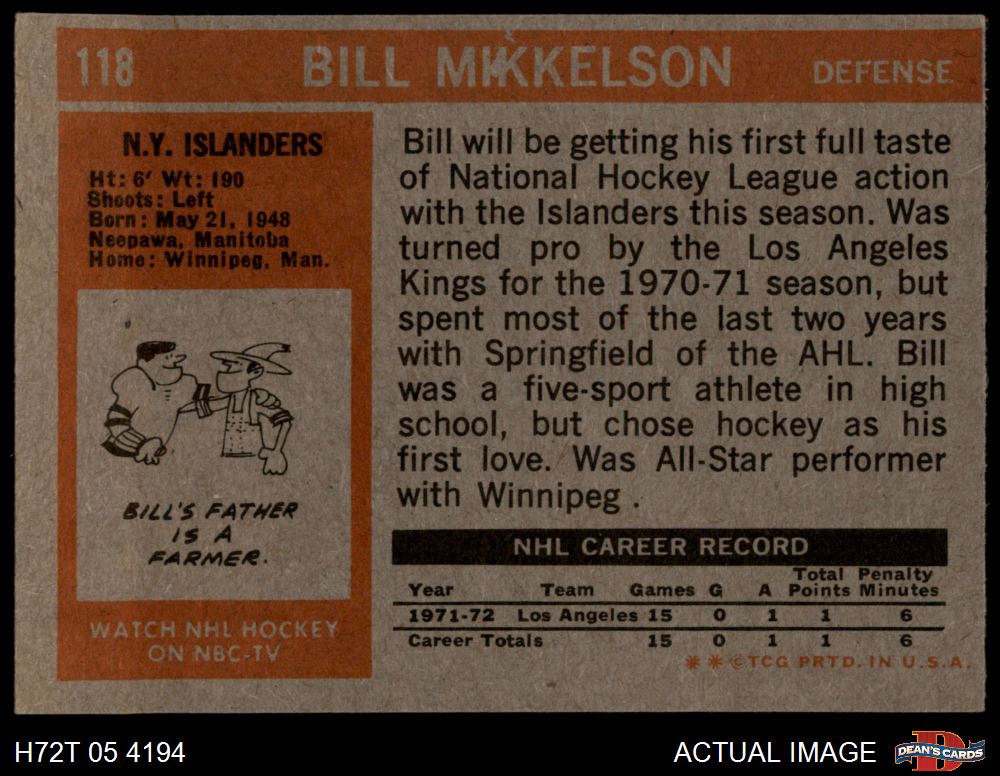 118 BILL MIKKELSON DEFENSE
N.Y. ISLANDERS
Ht: 6' Wt: 190
Shoots: Left
Born: May 21, 1948
Neepawa, Manitoba
Home: Winnipeg, Man.
BILL'S FATHER
IS A
FARMER.
WATCH NHL HOCKEY
ON NBC-TV
Bill will be getting his first full taste
of National Hockey League action
with the Islanders this season. Was
turned pro by the Los Angeles
Kings for the 1970-71 season, but
spent most of the last two years
with Springfield of the AHL. Bill
was a five-sport athlete in high
school, but chose hockey as his
first love. Was All-Star performer
with Winnipeg .
NHL CAREER RECORD
Year Team Games G A Total Points Penalty Minutes
1971-72 Los Angeles 15 0 1 1 6
Career Totals 15 0 1 1 6
* * ©TCG PRTD. IN U.S.A.
H72T 05 4194 ACTUAL IMAGE DEAN'S CARDS